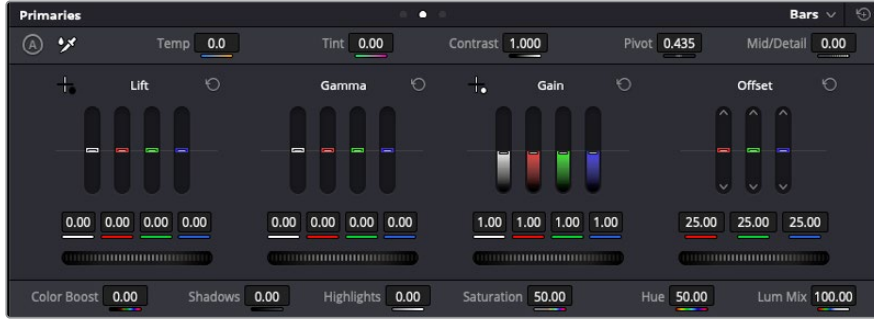 Primaries Bars
A Temp 0.0 Tint 0.00 Contrast 1.000 Pivot 0.435 Mid/Detail 0.00
Lift Gamma Gain Offset
0.00 0.00 0.00 0.00 0.00 0.00 0.00 0.00 1.00 1.00 1.00 1.00 25.00 25.00 25.00
Color Boost 0.00 Shadows 0.00 Highlights 0.00 Saturation 50.00 Hue 50.00 Lum Mix 100.00